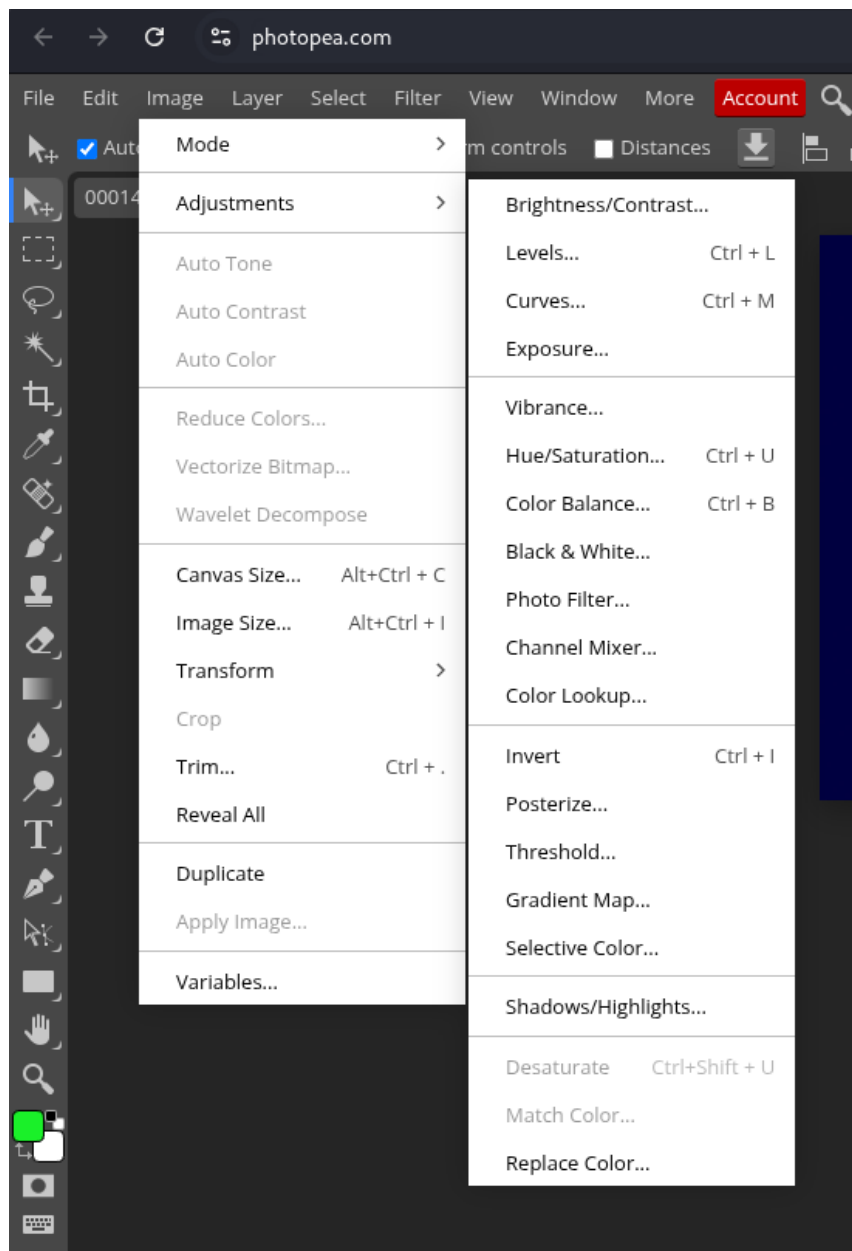 photopea.com
File Edit Image Layer Select Filter View Window More Account
Distances
00014
Mode
Adjustments
Auto Tone
Auto Contrast
Auto Color
Reduce Colors...
Vectorize Bitmap...
Wavelet Decompose
Canvas Size... Alt+Ctrl + C
Image Size... Alt+Ctrl + I
Transform
Crop
Trim... Ctrl + .
Reveal All
Duplicate
Apply Image...
Variables...
Brightness/Contrast...
Levels... Ctrl + L
Curves... Ctrl + M
Exposure...
Vibrance...
Hue/Saturation... Ctrl + U
Color Balance... Ctrl + B
Black & White...
Photo Filter...
Channel Mixer...
Color Lookup...
Invert Ctrl + I
Posterize...
Threshold...
Gradient Map...
Selective Color...
Shadows/Highlights...
Desaturate Ctrl+Shift + U
Match Color...
Replace Color...